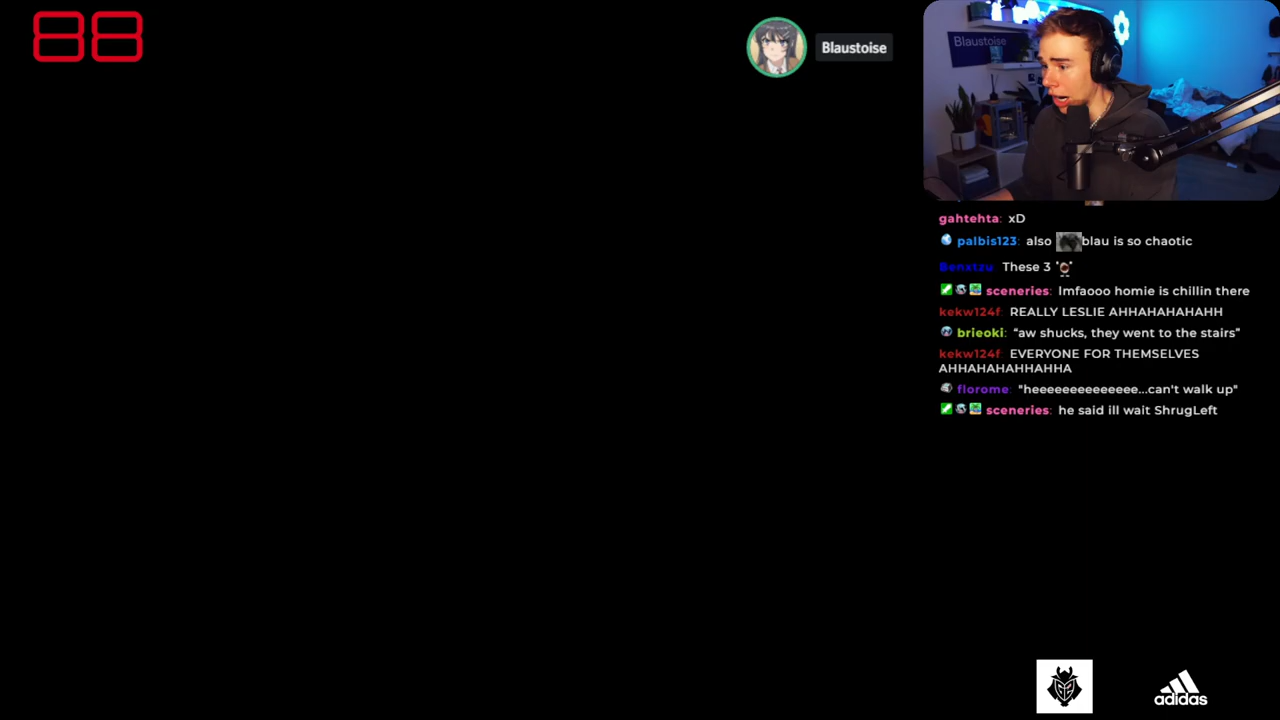 88
Blaustoise
Blaustoise
gahtehta: xD
palbis123: also blau is so chaotic
Benxtzu: These 3
sceneries: lmfaooo homie is chillin there
kekw124f: REALLY LESLIE AHHAHAHAHAHH
brieoki: “aw shucks, they went to the stairs”
kekw124f: EVERYONE FOR THEMSELVES
AHHAHAHAHHAHHA
florome: "heeeeeeeeeeeeee...can't walk up"
sceneries: he said ill wait ShrugLeft
adidas